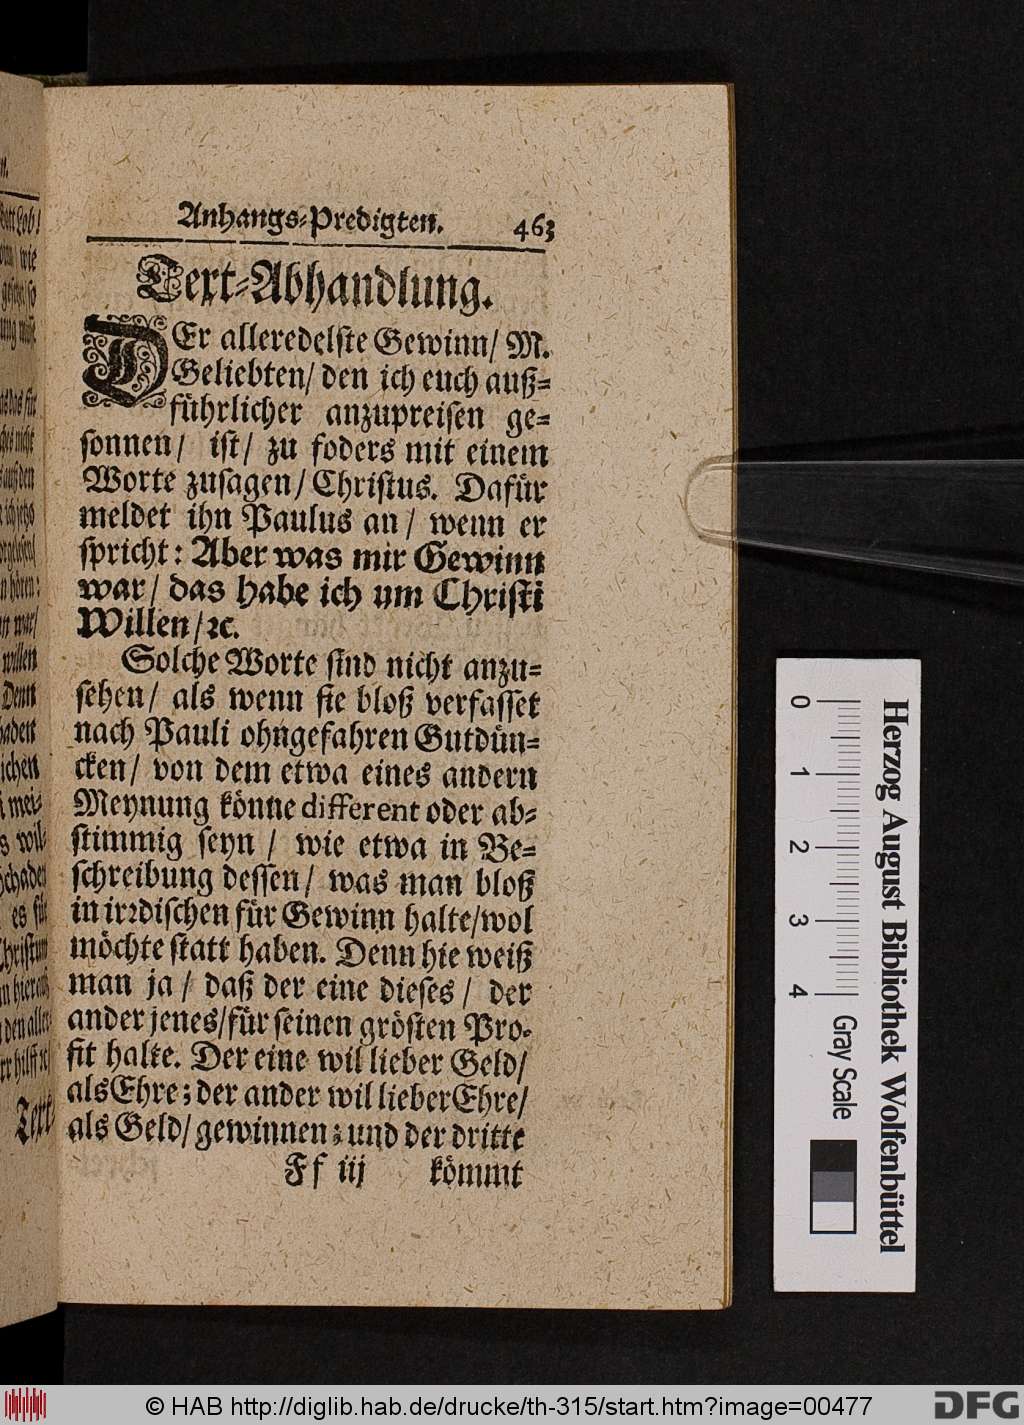 Anhangs-Predigten. 463
Text-Abhandlung.
DEr alleredelste Gewinn/ M.
Geliebten/ den ich euch auß-
führlicher anzupreisen ge-
sonnen/ ist/ zu foders mit einem
Worte zusagen/ Christus. Dafür
meldet ihn Paulus an/ wenn er
spricht: Aber was mir Gewinn
war/ das habe ich um Christi
Willen/ ꝛc.
Solche Worte sind nicht anzu-
sehen/ als wenn sie bloß verfasset
nach Pauli ohngefahren Gutdün-
cken/ von dem etwa eines andern
Meynung könne different oder ab-
stimmig seyn/ wie etwa in Be-
schreibung dessen/ was man bloß
in irꝛdischen für Gewinn halte/ wol
möchte statt haben. Denn hie weiß
man ja/ daß der eine dieses/ der
ander jenes/ für seinen grösten Pro-
fit halte. Der eine wil lieber Geld/
als Ehre; der ander wil lieber Ehre/
als Geld/ gewinnen; und der dritte
Ff iij kömmt
Herzog August Bibliothek Wolfenbüttel
0 1 2 3 4 Gray Scale
© HAB http://diglib.hab.de/drucke/th-315/start.htm?image=00477
DFG